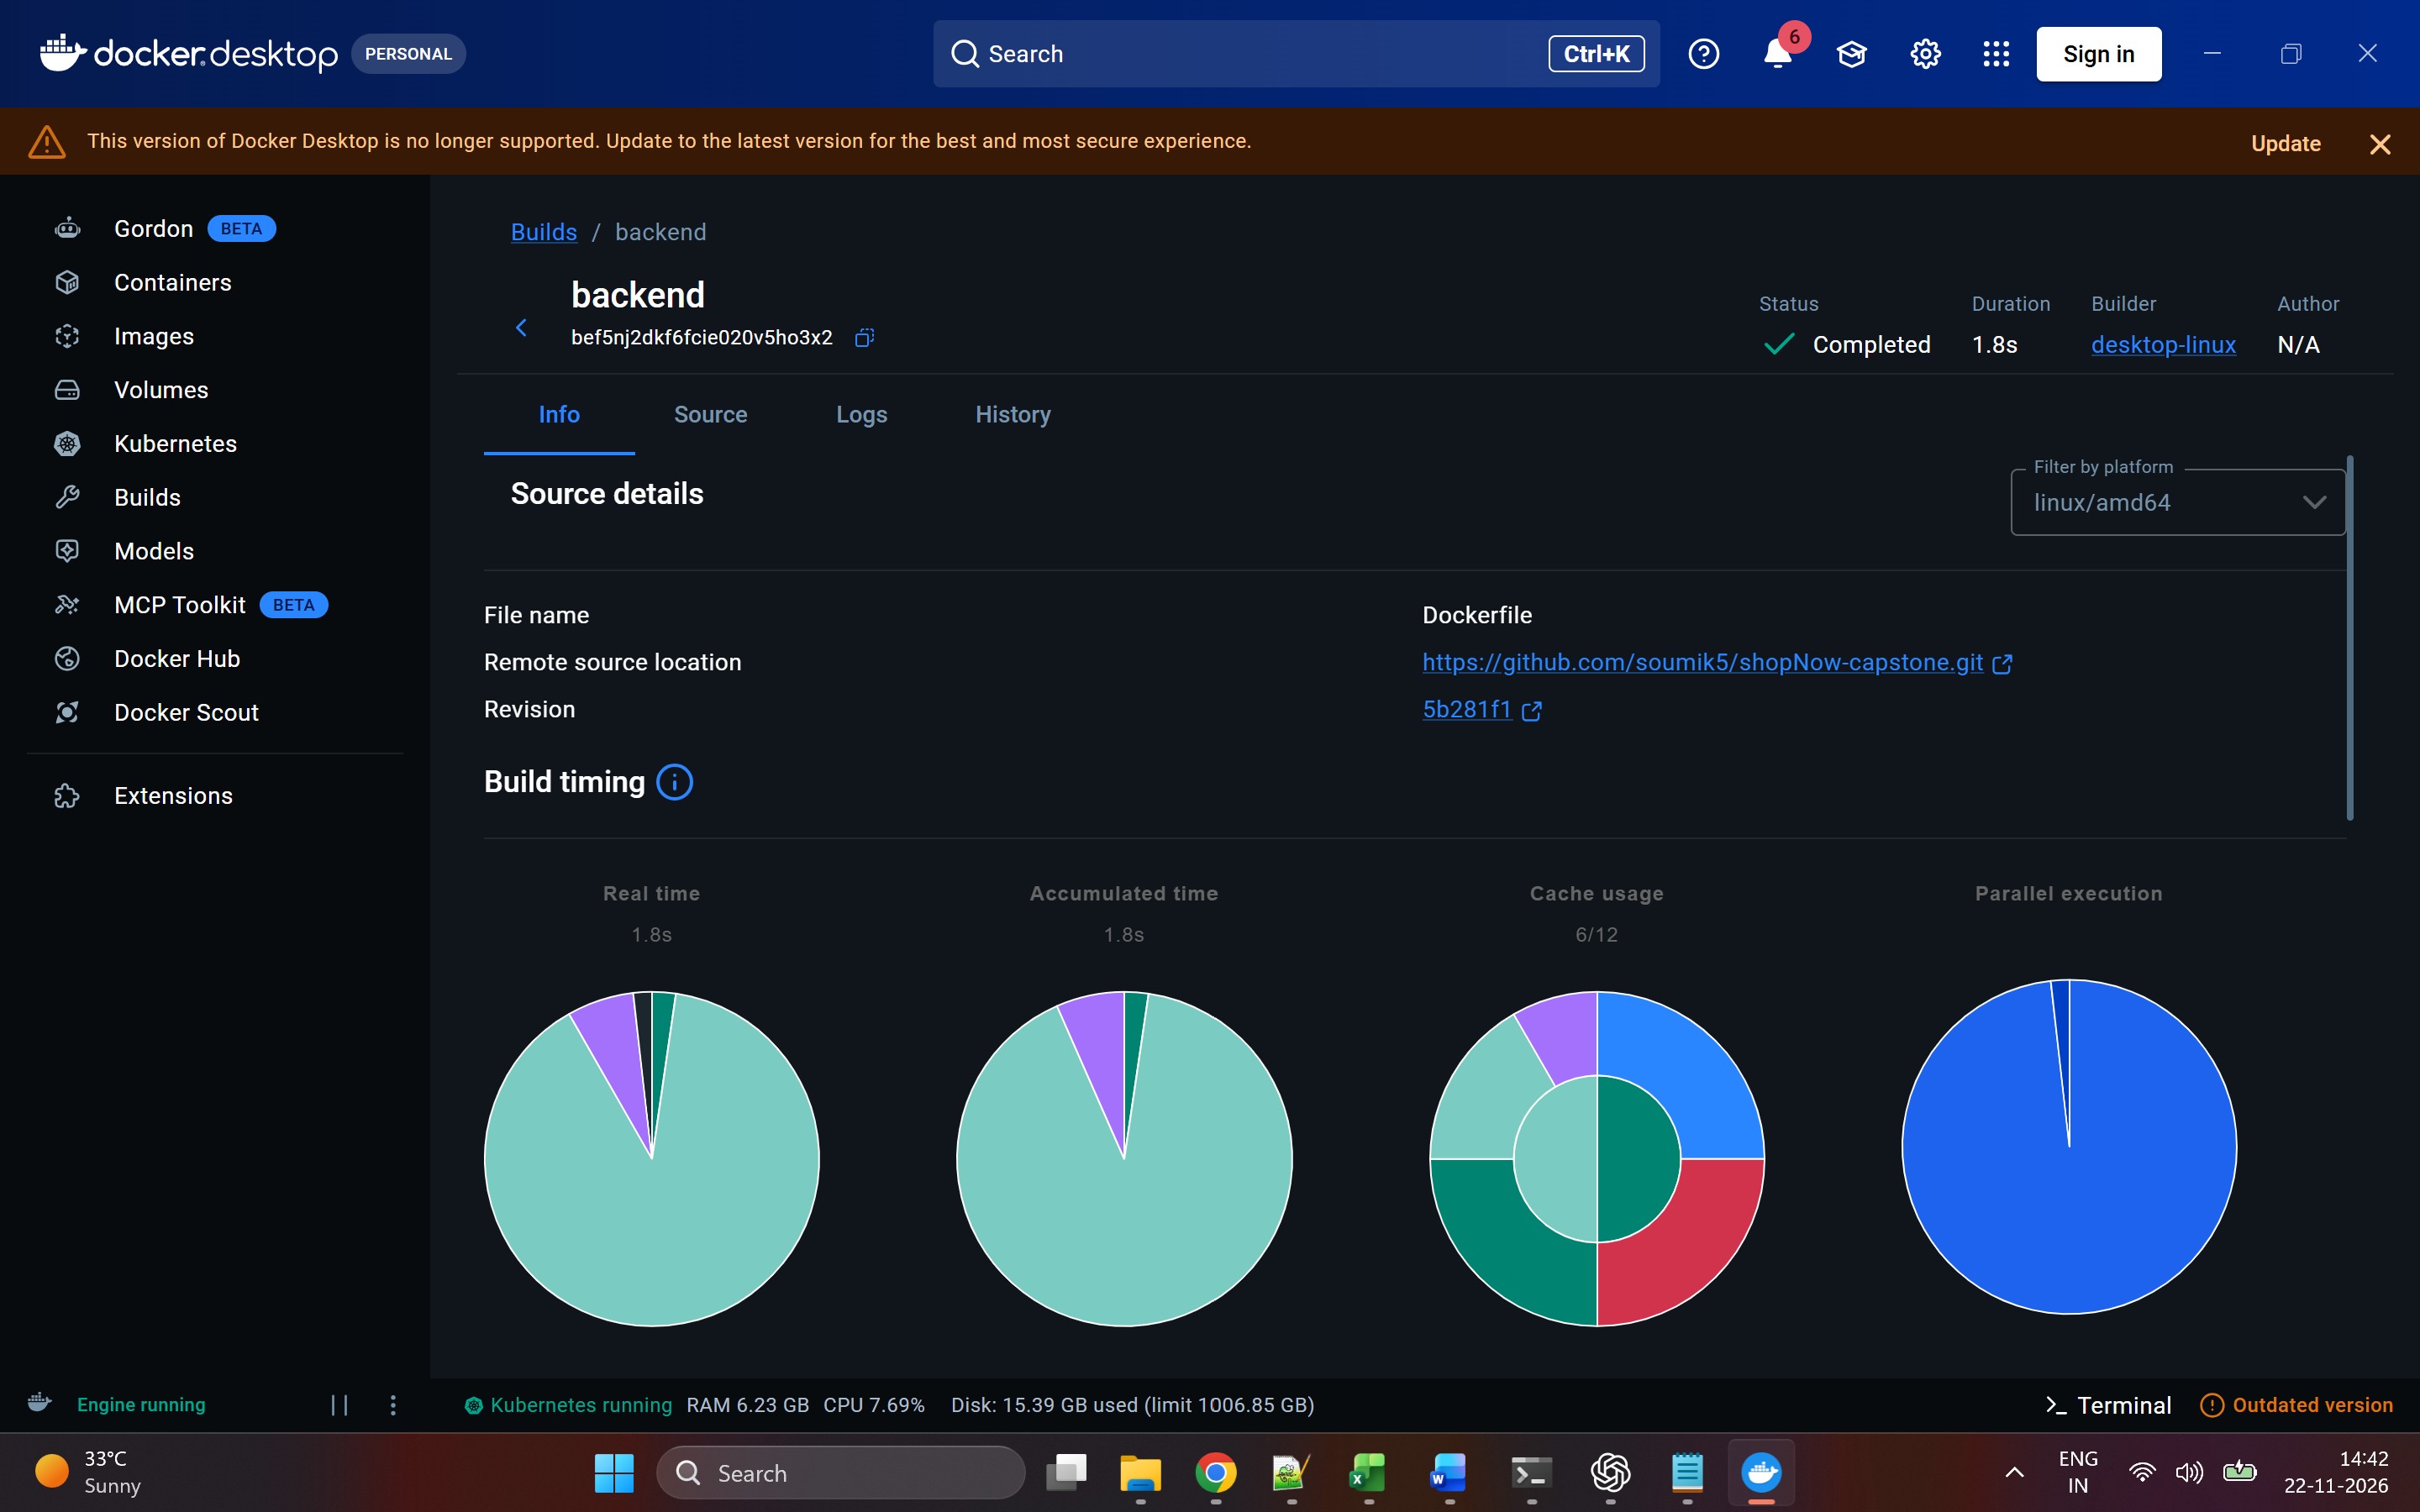 docker.desktop PERSONAL
Search Ctrl+K
6
Sign in
This version of Docker Desktop is no longer supported. Update to the latest version for the best and most secure experience.
Update
Gordon BETA
Containers
Images
Volumes
Kubernetes
Builds
Models
MCP Toolkit BETA
Docker Hub
Docker Scout
Extensions
Builds / backend
backend
bef5nj2dkf6fcie020v5ho3x2
Status Duration Builder Author
Completed 1.8s desktop-linux N/A
Info Source Logs History
Source details
Filter by platform
linux/amd64
File name Dockerfile
Remote source location https://github.com/soumik5/shopNow-capstone.git
Revision 5b281f1
Build timing
Real time Accumulated time Cache usage Parallel execution
1.8s 1.8s 6/12
Engine running
Kubernetes running RAM 6.23 GB CPU 7.69% Disk: 15.39 GB used (limit 1006.85 GB)
Terminal Outdated version
33°C
Sunny
Search
ENG
IN
14:42
22-11-2026